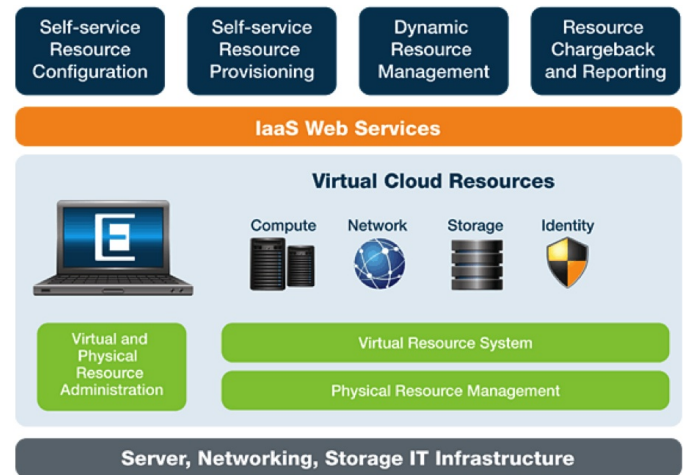 Self-service
Resource
Configuration
Self-service
Resource
Provisioning
Dynamic
Resource
Management
Resource
Chargeback
and Reporting
IaaS Web Services
Virtual Cloud Resources
Compute
Network
Storage
Identity
Virtual and
Physical
Resource
Administration
Virtual Resource System
Physical Resource Management
Server, Networking, Storage IT Infrastructure